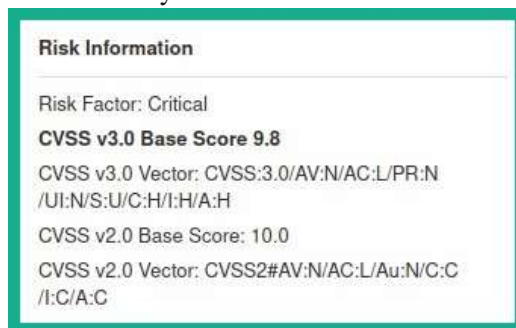 Risk Information
Risk Factor: Critical
CVSS v3.0 Base Score 9.8
CVSS v3.0 Vector: CVSS:3.0/AV:N/AC:L/PR:N
/UI:N/S:U/C:H/I:H/A:H
CVSS v2.0 Base Score: 10.0
CVSS v2.0 Vector: CVSS2#AV:N/AC:L/Au:N/C:C
/I:C/A:C